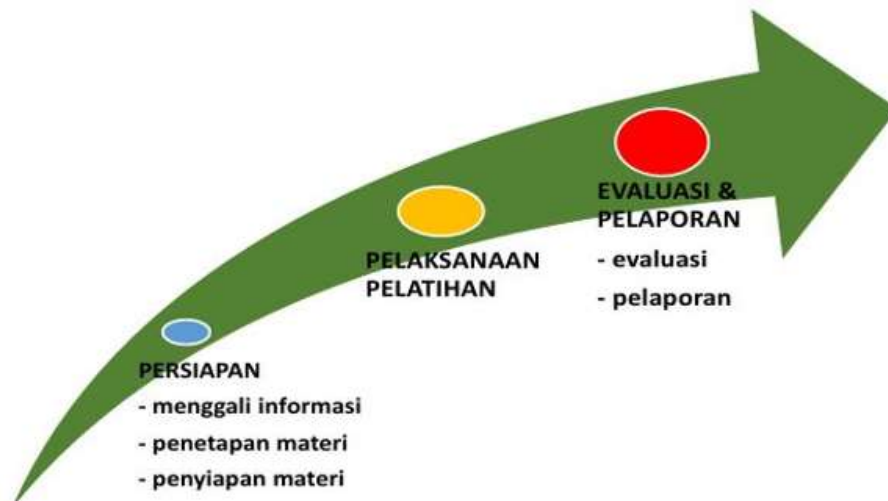 PERSIAPAN
- menggali informasi
- penetapan materi
- penyiapan materi
PELAKSANAAN
PELATIHAN
EVALUASI &
PELAPORAN
- evaluasi
- pelaporan